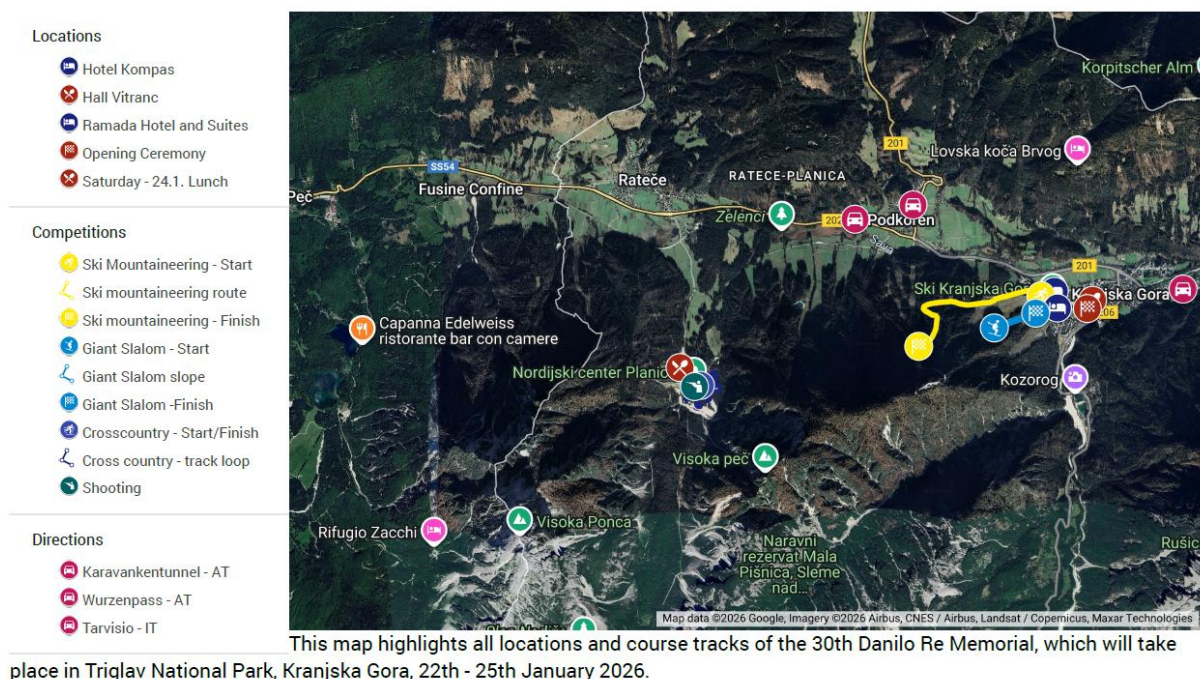 Locations
Hotel Kompas
Hall Vitranc
Ramada Hotel and Suites
Opening Ceremony
Saturday - 24.1. Lunch
Competitions
Ski Mountaineering - Start
Ski mountaineering route
Ski mountaineering - Finish
Giant Slalom - Start
Giant Slalom slope
Giant Slalom -Finish
Crosscountry - Start/Finish
Cross country - track loop
Shooting
Directions
Karavankentunnel - AT
Wurzenpass - AT
Tarvisio - IT
Korpitscher Alm
201
Lovska koča Brvog
SS54
Rateče
RATECE-PLANICA
Peč
Fusine Confine
Zelenci
202
Podkoren
Sava
201
Ski Kranjska Gor
Kranjska Gora
206
Capanna Edelweiss
ristorante bar con camere
Nordijski center Planic
Kozorog
Visoka peč
Visoka Ponca
Rifugio Zacchi
Naravni
rezervat Mala
Pišnica, Sleme
nad...
Rušic
Map data ©2026 Google, Imagery ©2026 Airbus, CNES / Airbus, Landsat / Copernicus, Maxar Technologies
This map highlights all locations and course tracks of the 30th Danilo Re Memorial, which will take
place in Triglav National Park, Kranjska Gora, 22th - 25th January 2026.